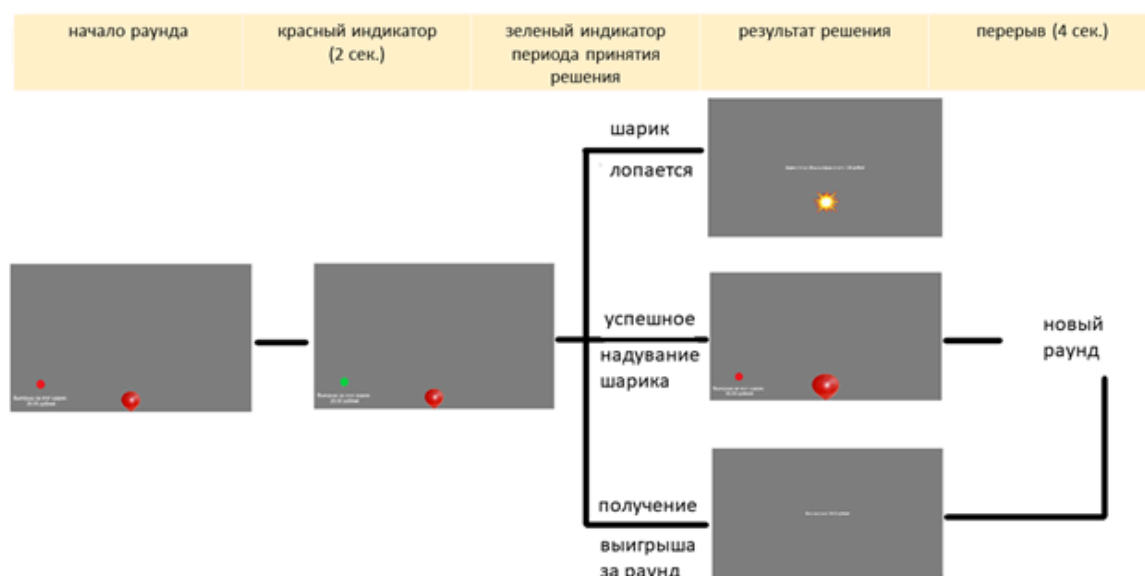 начало раунда
красный индикатор
(2 сек.)
зеленый индикатор
периода принятия
решения
результат решения
перерыв (4 сек.)
шарик
лопается
успешное
надувание
шарика
новый
раунд
получение
выигрыша
за раунд